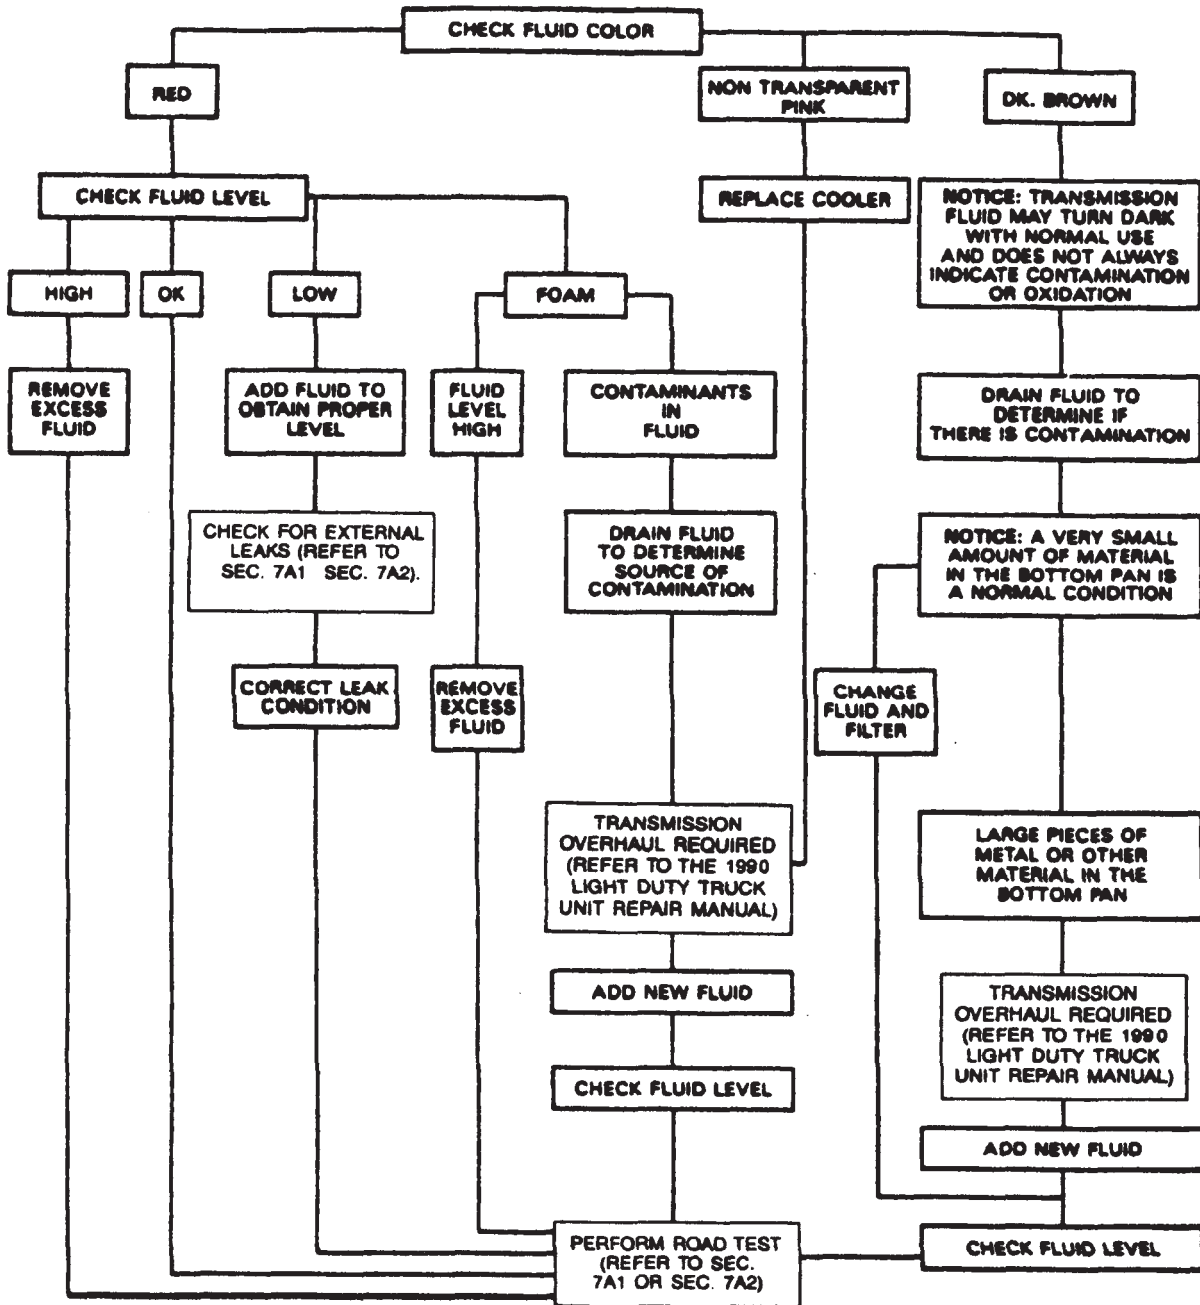 CHECK FLUID COLOR
RED
NON TRANSPARENT
PINK
DK. BROWN
CHECK FLUID LEVEL
REPLACE COOLER
NOTICE: TRANSMISSION
FLUID MAY TURN DARK
WITH NORMAL USE
AND DOES NOT ALWAYS
INDICATE CONTAMINATION
OR OXIDATION
HIGH
OK
LOW
FOAM
REMOVE
EXCESS
FLUID
ADD FLUID TO
OBTAIN PROPER
LEVEL
FLUID
LEVEL
HIGH
CONTAMINANTS
IN
FLUID
DRAIN FLUID TO
DETERMINE IF
THERE IS CONTAMINATION
CHECK FOR EXTERNAL
LEAKS (REFER TO
SEC. 7A1 SEC. 7A2).
DRAIN FLUID
TO DETERMINE
SOURCE OF
CONTAMINATION
NOTICE: A VERY SMALL
AMOUNT OF MATERIAL
IN THE BOTTOM PAN IS
A NORMAL CONDITION
CORRECT LEAK
CONDITION
REMOVE
EXCESS
FLUID
CHANGE
FLUID AND
FILTER
TRANSMISSION
OVERHAUL REQUIRED
(REFER TO THE 1990
LIGHT DUTY TRUCK
UNIT REPAIR MANUAL)
LARGE PIECES OF
METAL OR OTHER
MATERIAL IN THE
BOTTOM PAN
ADD NEW FLUID
TRANSMISSION
OVERHAUL REQUIRED
(REFER TO THE 1990
LIGHT DUTY TRUCK
UNIT REPAIR MANUAL)
CHECK FLUID LEVEL
ADD NEW FLUID
PERFORM ROAD TEST
(REFER TO SEC.
7A1 OR SEC. 7A2)
CHECK FLUID LEVEL